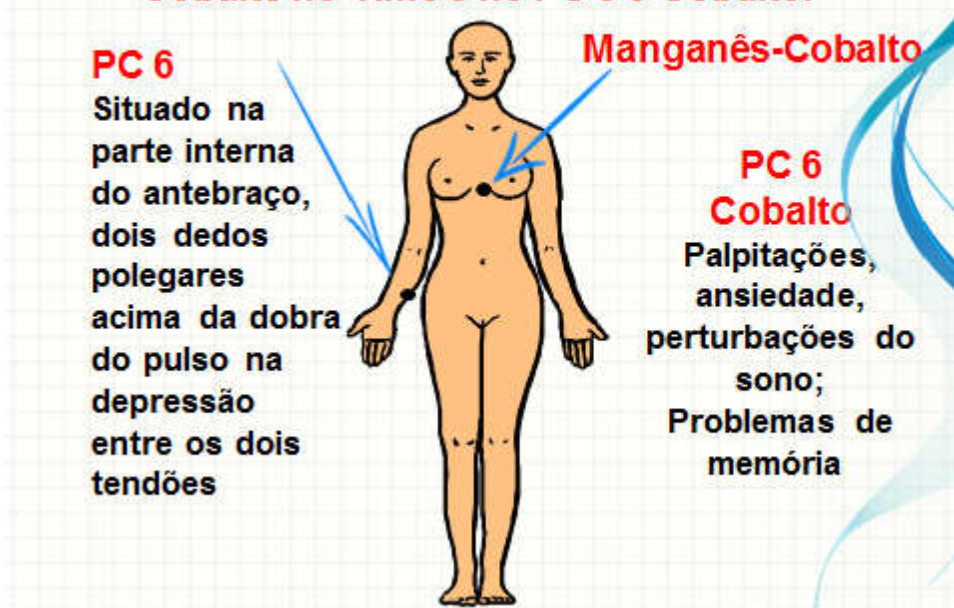 Manganês-Cobalto
PC 6
Situado na
parte interna
do antebraço,
dois dedos
polegares
acima da dobra
do pulso na
depressão
entre os dois
tendões
PC 6
Cobalto
Palpitações,
ansiedade,
perturbações do
sono;
Problemas de
memória